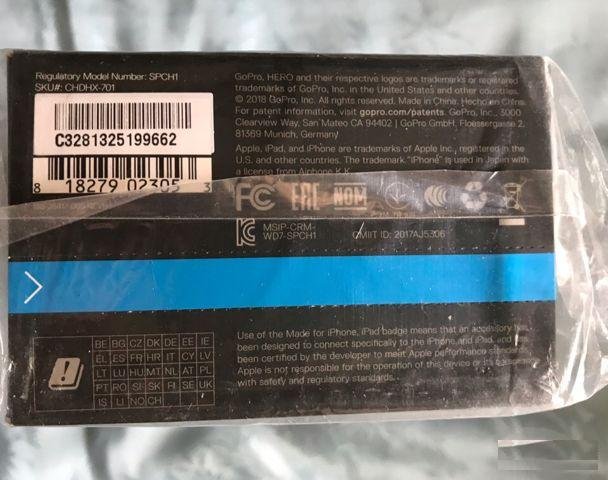 Regulatory Model Number: SPCH1
SKU#: CHDHX-701
C3281325199662
8 18279 02305 3
GoPro, HERO and their respective logos are trademarks or registered
trademarks of GoPro, Inc. in the United States and other countries.
© 2018 GoPro, Inc. All rights reserved. Made in China. Hecho en China.
For patent information, visit gopro.com/patents. GoPro, Inc. 3000
Clearview Way, San Mateo CA 94402 | GoPro GmbH, Floessergasse 2,
81369 Munich, Germany
Apple, iPad, and iPhone are trademarks of Apple Inc., registered in the
U.S. and other countries. The trademark "iPhone" is used in Japan with
a license from Aiphone K.K.
FC EAC NOM
MSIP-CRM-
WD7-SPCH1
CMIIT ID: 2017AJ5306
BE BG CZ DK DE EE IE
EL ES FR HR IT CY LV
LT LU HU MT NL AT PL
PT RO SI SK FI SE UK
IS LI NO CH
Use of the Made for iPhone, iPad badge means that an accessory has
been designed to connect specifically to the iPhone and iPad, and
been certified by the developer to meet Apple performance standards.
Apple is not responsible for the operation of this device or its
with safety and regulatory standards.